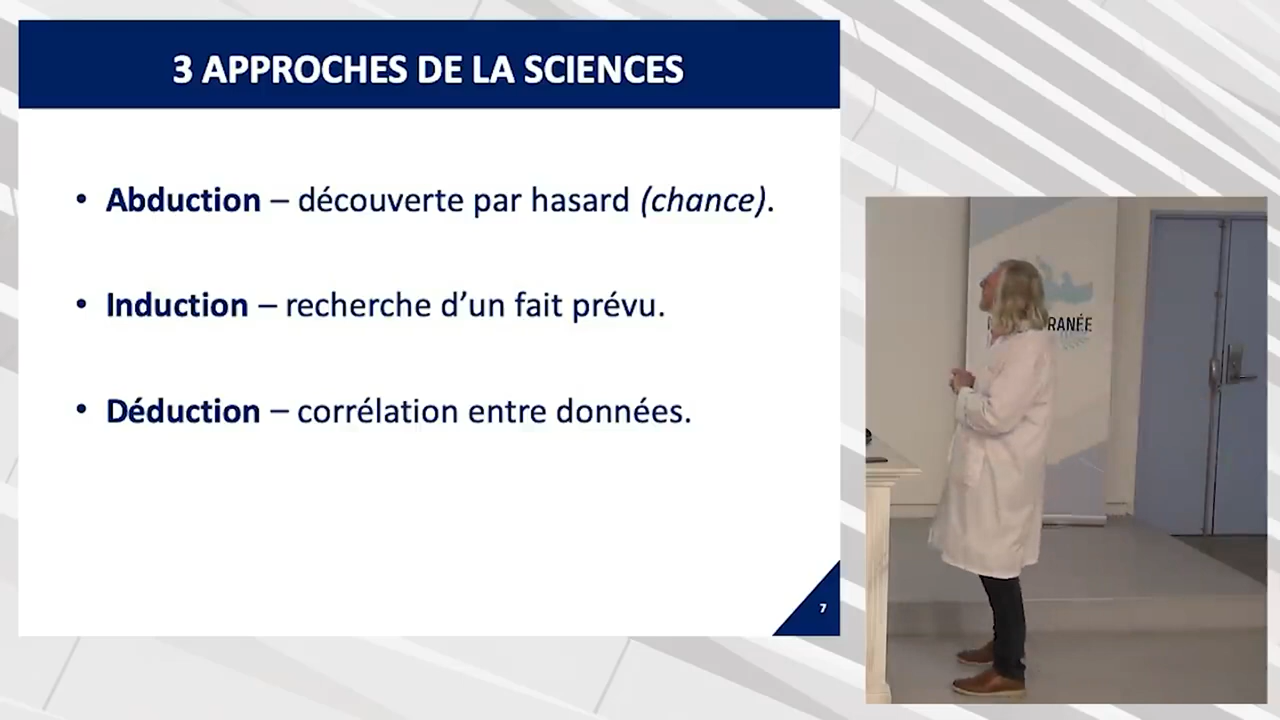 3 APPROCHES DE LA SCIENCES
• Abduction – découverte par hasard (chance).
• Induction – recherche d’un fait prévu.
• Déduction – corrélation entre données.
7
RANÉE